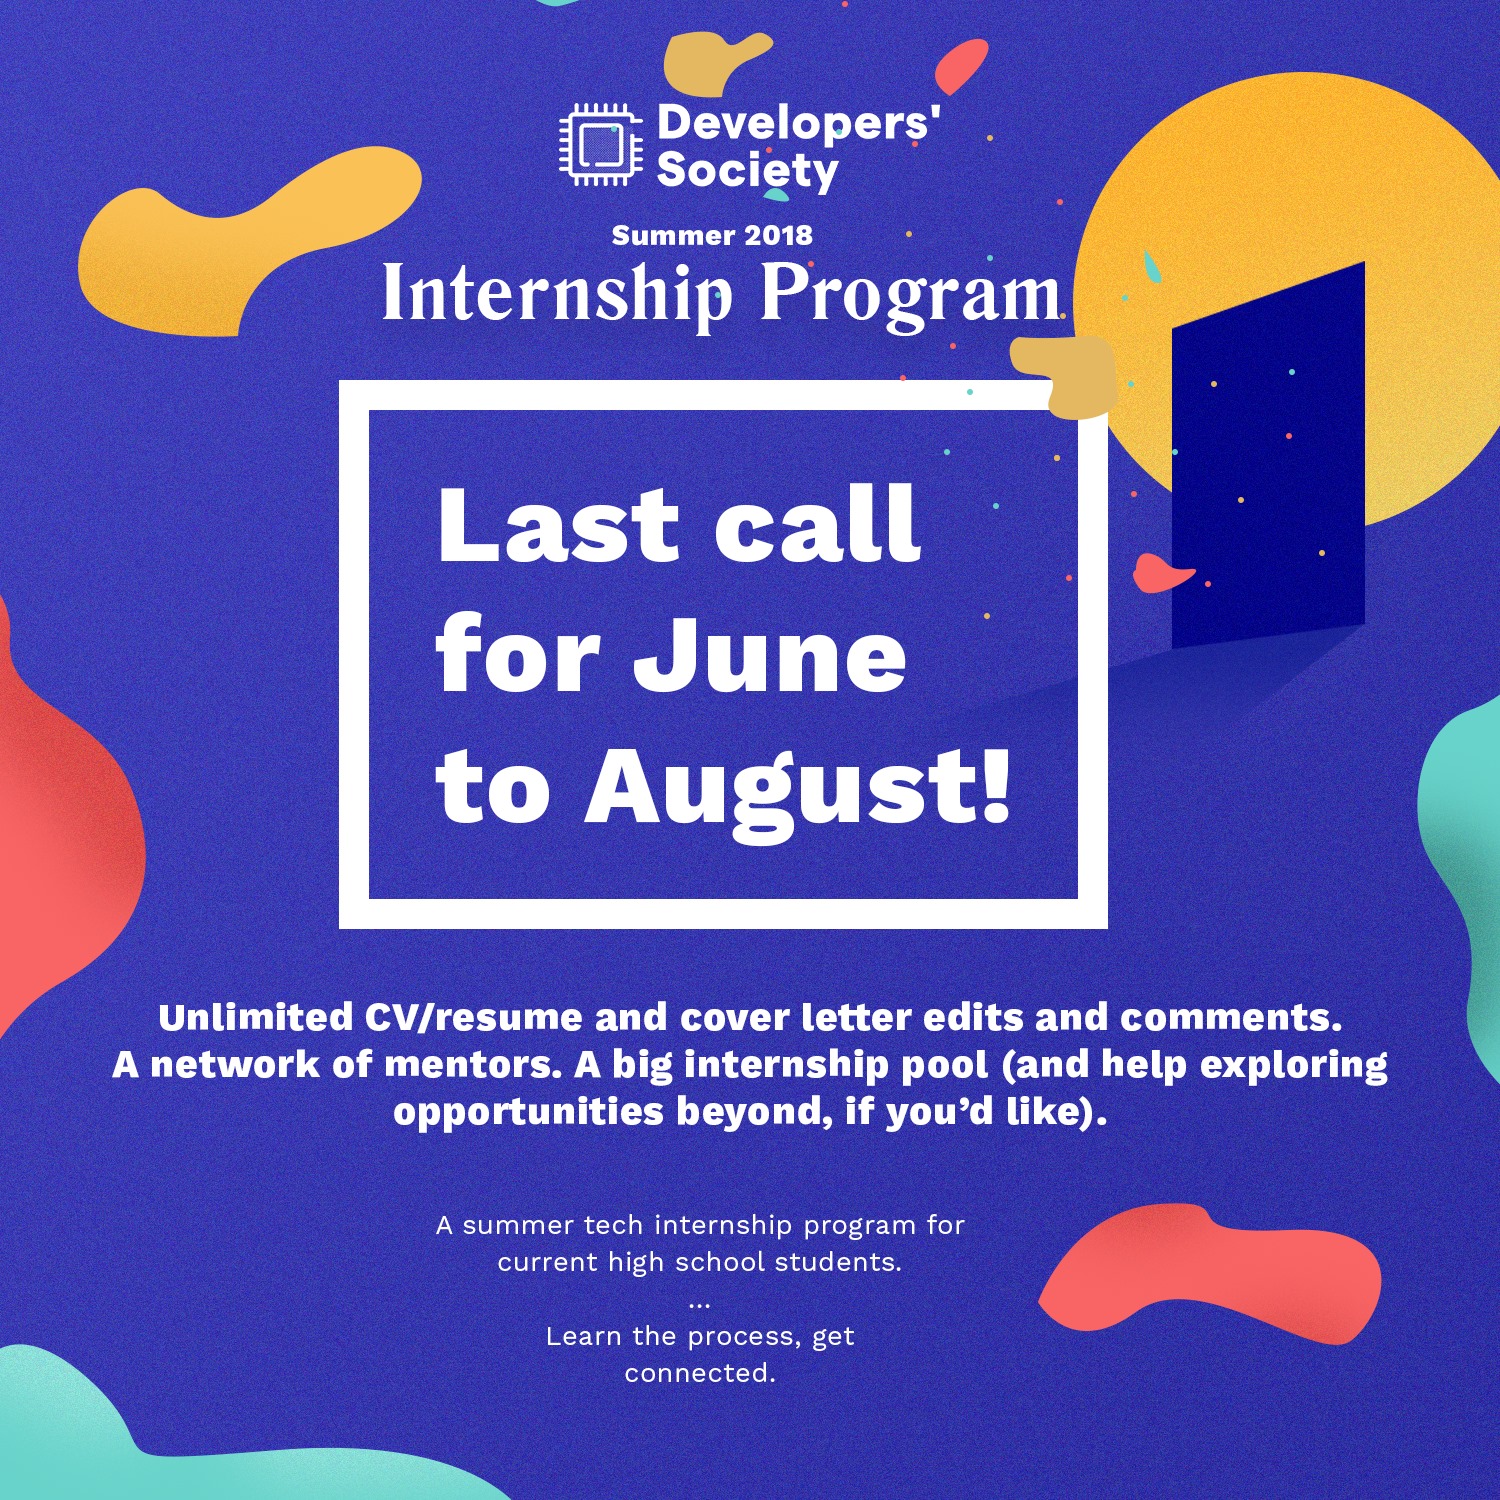 Developers'
Society
Summer 2018
Internship Program
Last call
for June
to August!
Unlimited CV/resume and cover letter edits and comments.
A network of mentors. A big internship pool (and help exploring
opportunities beyond, if you’d like).
A summer tech internship program for
current high school students.
...
Learn the process, get
connected.